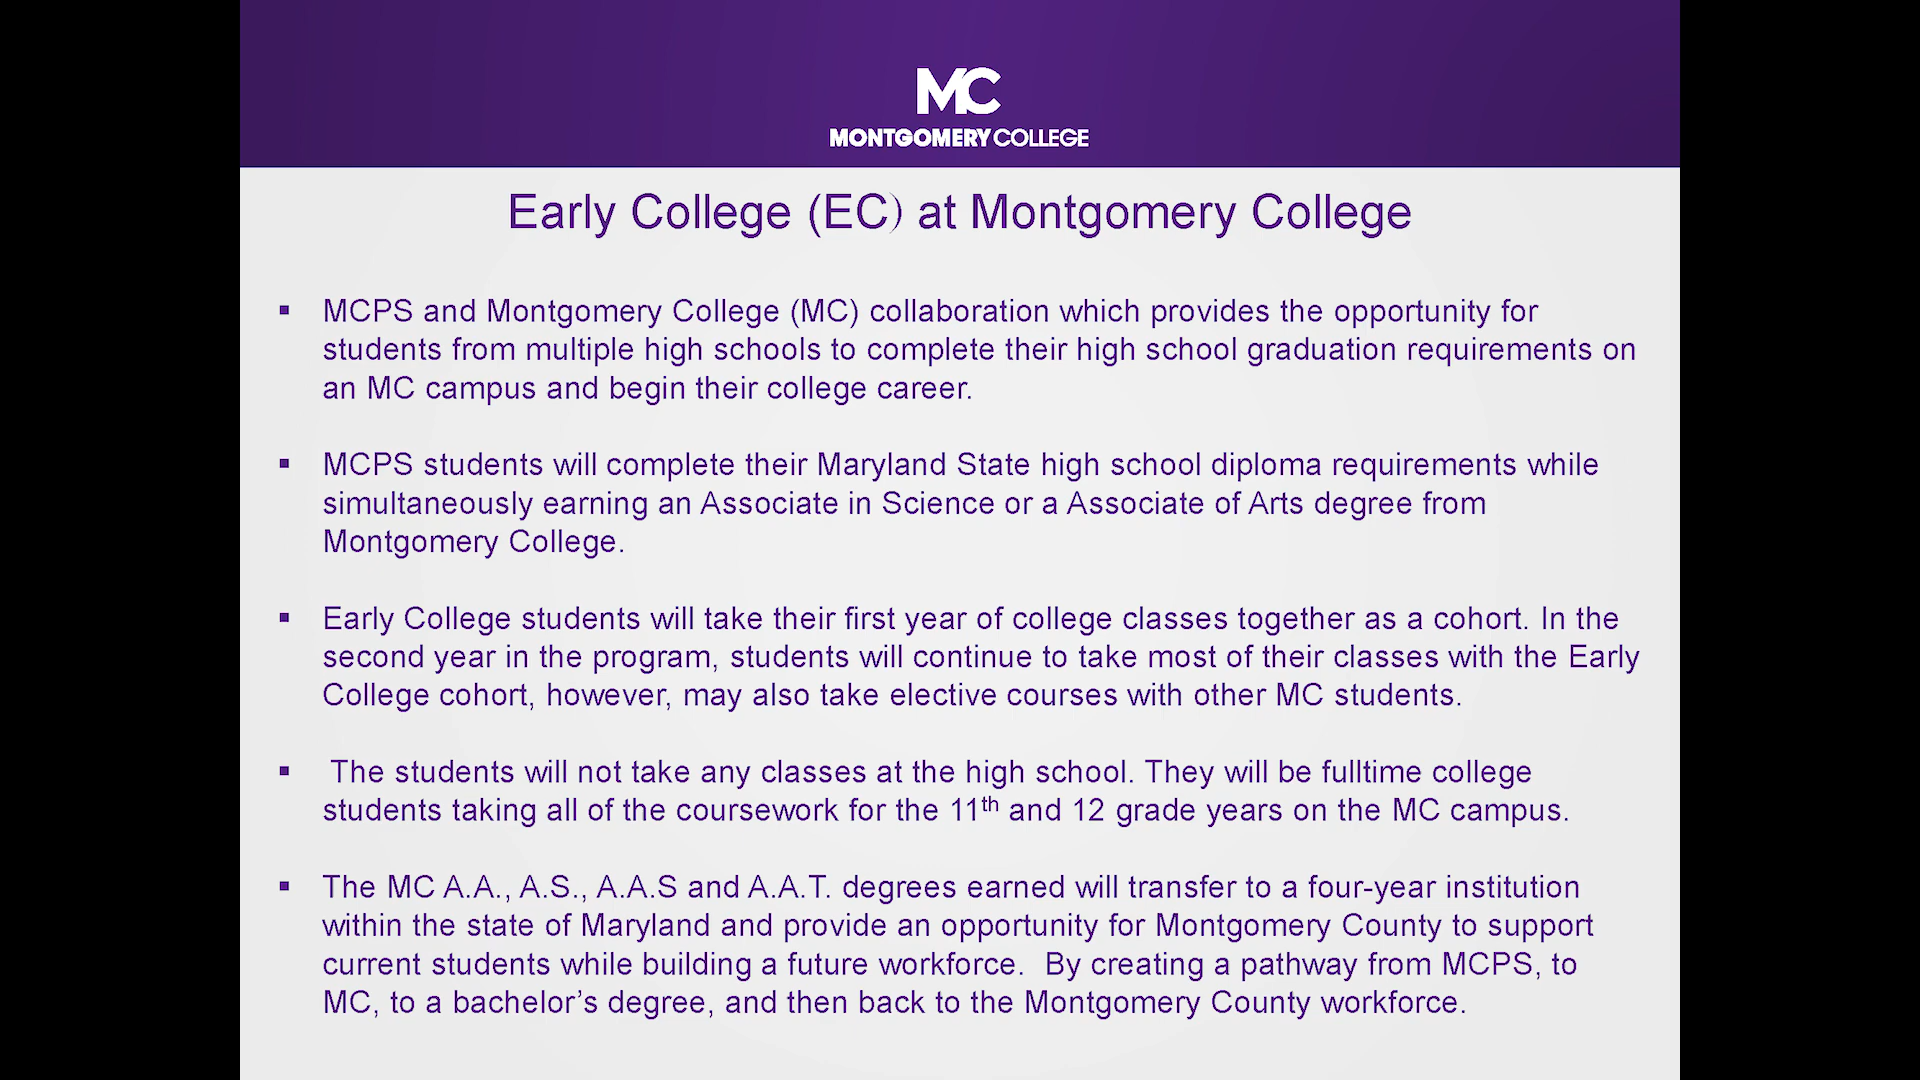 MC
MONTGOMERY COLLEGE
Early College (EC) at Montgomery College
▪ MCPS and Montgomery College (MC) collaboration which provides the opportunity for
students from multiple high schools to complete their high school graduation requirements on
an MC campus and begin their college career.
▪ MCPS students will complete their Maryland State high school diploma requirements while
simultaneously earning an Associate in Science or a Associate of Arts degree from
Montgomery College.
▪ Early College students will take their first year of college classes together as a cohort. In the
second year in the program, students will continue to take most of their classes with the Early
College cohort, however, may also take elective courses with other MC students.
▪ The students will not take any classes at the high school. They will be fulltime college
students taking all of the coursework for the 11th and 12 grade years on the MC campus.
▪ The MC A.A., A.S., A.A.S and A.A.T. degrees earned will transfer to a four-year institution
within the state of Maryland and provide an opportunity for Montgomery County to support
current students while building a future workforce. By creating a pathway from MCPS, to
MC, to a bachelor’s degree, and then back to the Montgomery County workforce.